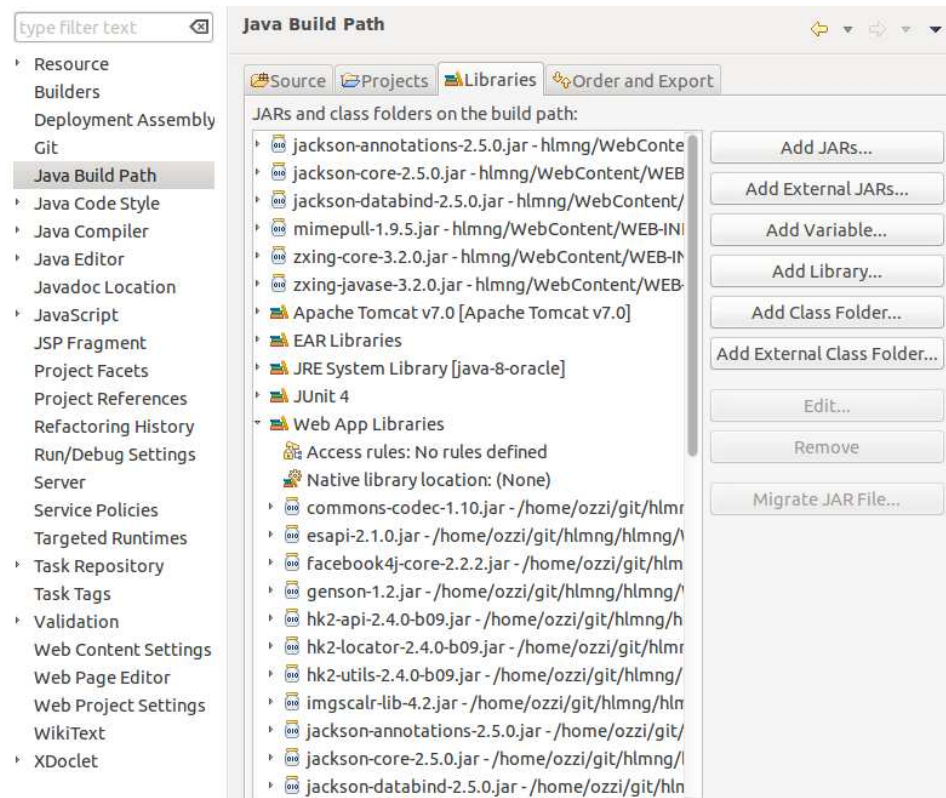 type filter text
Resource
Builders
Deployment Assembly
Git
Java Build Path
Java Code Style
Java Compiler
Java Editor
Javadoc Location
JavaScript
JSP Fragment
Project Facets
Project References
Refactoring History
Run/Debug Settings
Server
Service Policies
Targeted Runtimes
Task Repository
Task Tags
Validation
Web Content Settings
Web Page Editor
Web Project Settings
WikiText
XDoclet
Java Build Path
Source Projects Libraries Order and Export
JARs and class folders on the build path:
jackson-annotations-2.5.0.jar - hlmng/WebConte
jackson-core-2.5.0.jar - hlmng/WebContent/WEB
jackson-databind-2.5.0.jar - hlmng/WebContent/
mimepull-1.9.5.jar - hlmng/WebContent/WEB-INI
zxing-core-3.2.0.jar - hlmng/WebContent/WEB-IN
zxing-javase-3.2.0.jar - hlmng/WebContent/WEB-
Apache Tomcat v7.0 [Apache Tomcat v7.0]
EAR Libraries
JRE System Library [java-8-oracle]
JUnit 4
Web App Libraries
Access rules: No rules defined
Native library location: (None)
commons-codec-1.10.jar - /home/ozzi/git/hlmn
esapi-2.1.0.jar - /home/ozzi/git/hlmng/hlmng/
facebook4j-core-2.2.2.jar - /home/ozzi/git/hlm
genson-1.2.jar - /home/ozzi/git/hlmng/hlmng/
hk2-api-2.4.0-b09.jar - /home/ozzi/git/hlmng/h
hk2-locator-2.4.0-b09.jar - /home/ozzi/git/hlmn
hk2-utils-2.4.0-b09.jar - /home/ozzi/git/hlmng/
imgscalr-lib-4.2.jar - /home/ozzi/git/hlmng/hlm
jackson-annotations-2.5.0.jar - /home/ozzi/git/
jackson-core-2.5.0.jar - /home/ozzi/git/hlmng/
jackson-databind-2.5.0.jar - /home/ozzi/git/hln
Add JARs...
Add External JARs...
Add Variable...
Add Library...
Add Class Folder...
Add External Class Folder...
Edit...
Remove
Migrate JAR File...